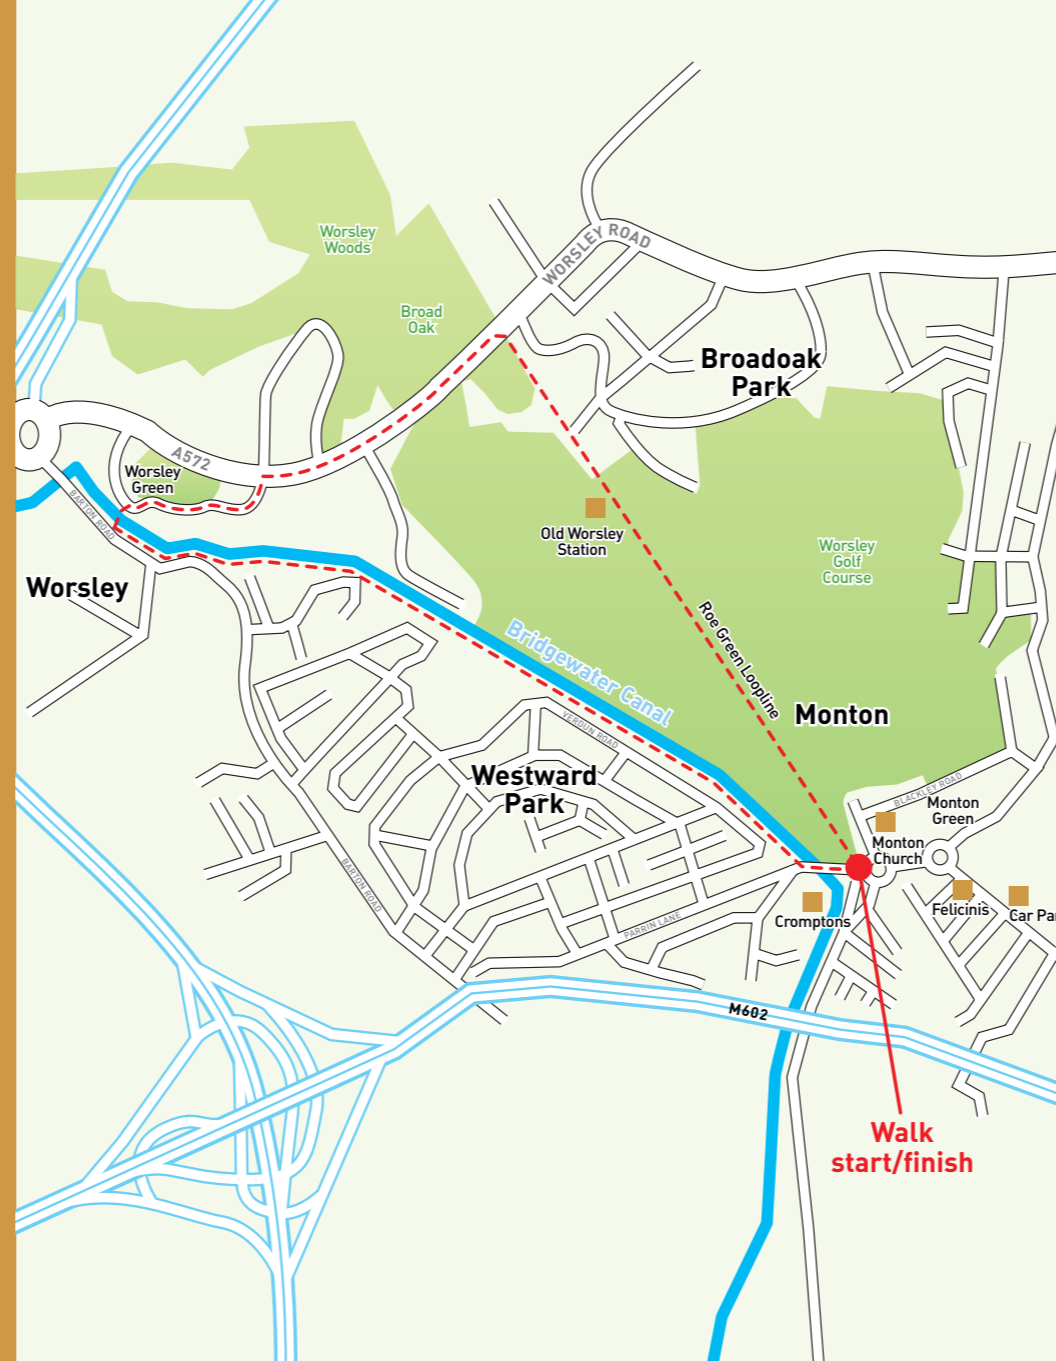 WORSLEY ROAD
Worsley
Woods
Broad
Oak
Broadoak
Park
A572
Worsley
Green
BARTON ROAD
Old Worsley
Station
Worsley
Golf
Course
Worsley
Roe Green Loopline
Bridgewater Canal
Monton
VERDUN ROAD
Westward
Park
BLACKLEY ROAD
Monton
Green
Monton
Church
BARTON ROAD
Cromptons
Felicinis
Car Pa
PARRIN LANE
M602
Walk
start/finish